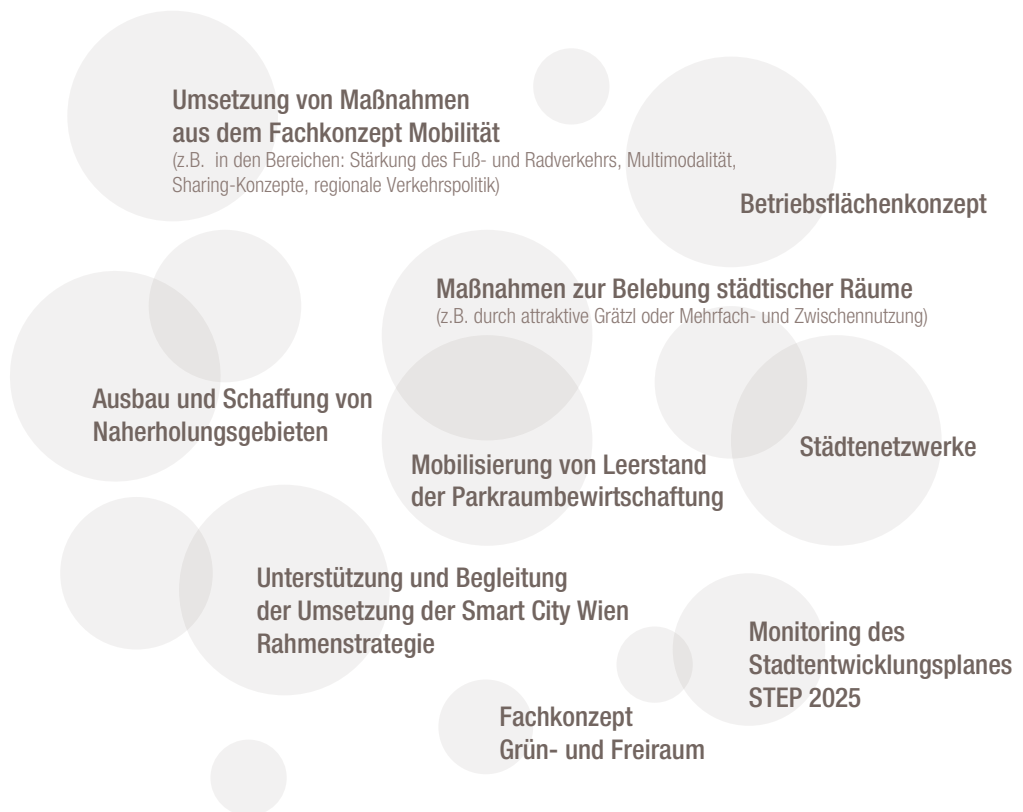 Umsetzung von Maßnahmen
aus dem Fachkonzept Mobilität
(z.B. in den Bereichen: Stärkung des Fuß- und Radverkehrs, Multimodalität,
Sharing-Konzepte, regionale Verkehrspolitik)
Betriebsflächenkonzept
Maßnahmen zur Belebung städtischer Räume
(z.B. durch attraktive Grätzl oder Mehrfach- und Zwischennutzung)
Ausbau und Schaffung von
Naherholungsgebieten
Städtenetzwerke
Mobilisierung von Leerstand
der Parkraumbewirtschaftung
Unterstützung und Begleitung
der Umsetzung der Smart City Wien
Rahmenstrategie
Monitoring des
Stadtentwicklungsplanes
STEP 2025
Fachkonzept
Grün- und Freiraum